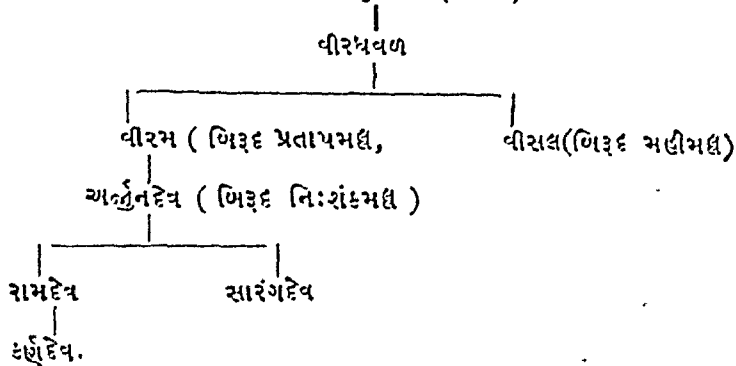 વીરધવળ
વીરમ ( બિરૂદ પ્રતાપમલ્લ, વીસલ(બિરૂદ મહીમલ્લ)
અર્જુનદેવ ( બિરૂદ નિઃશંકમલ્લ )
રામદેવ સારંગદેવ
કર્ણદેવ.